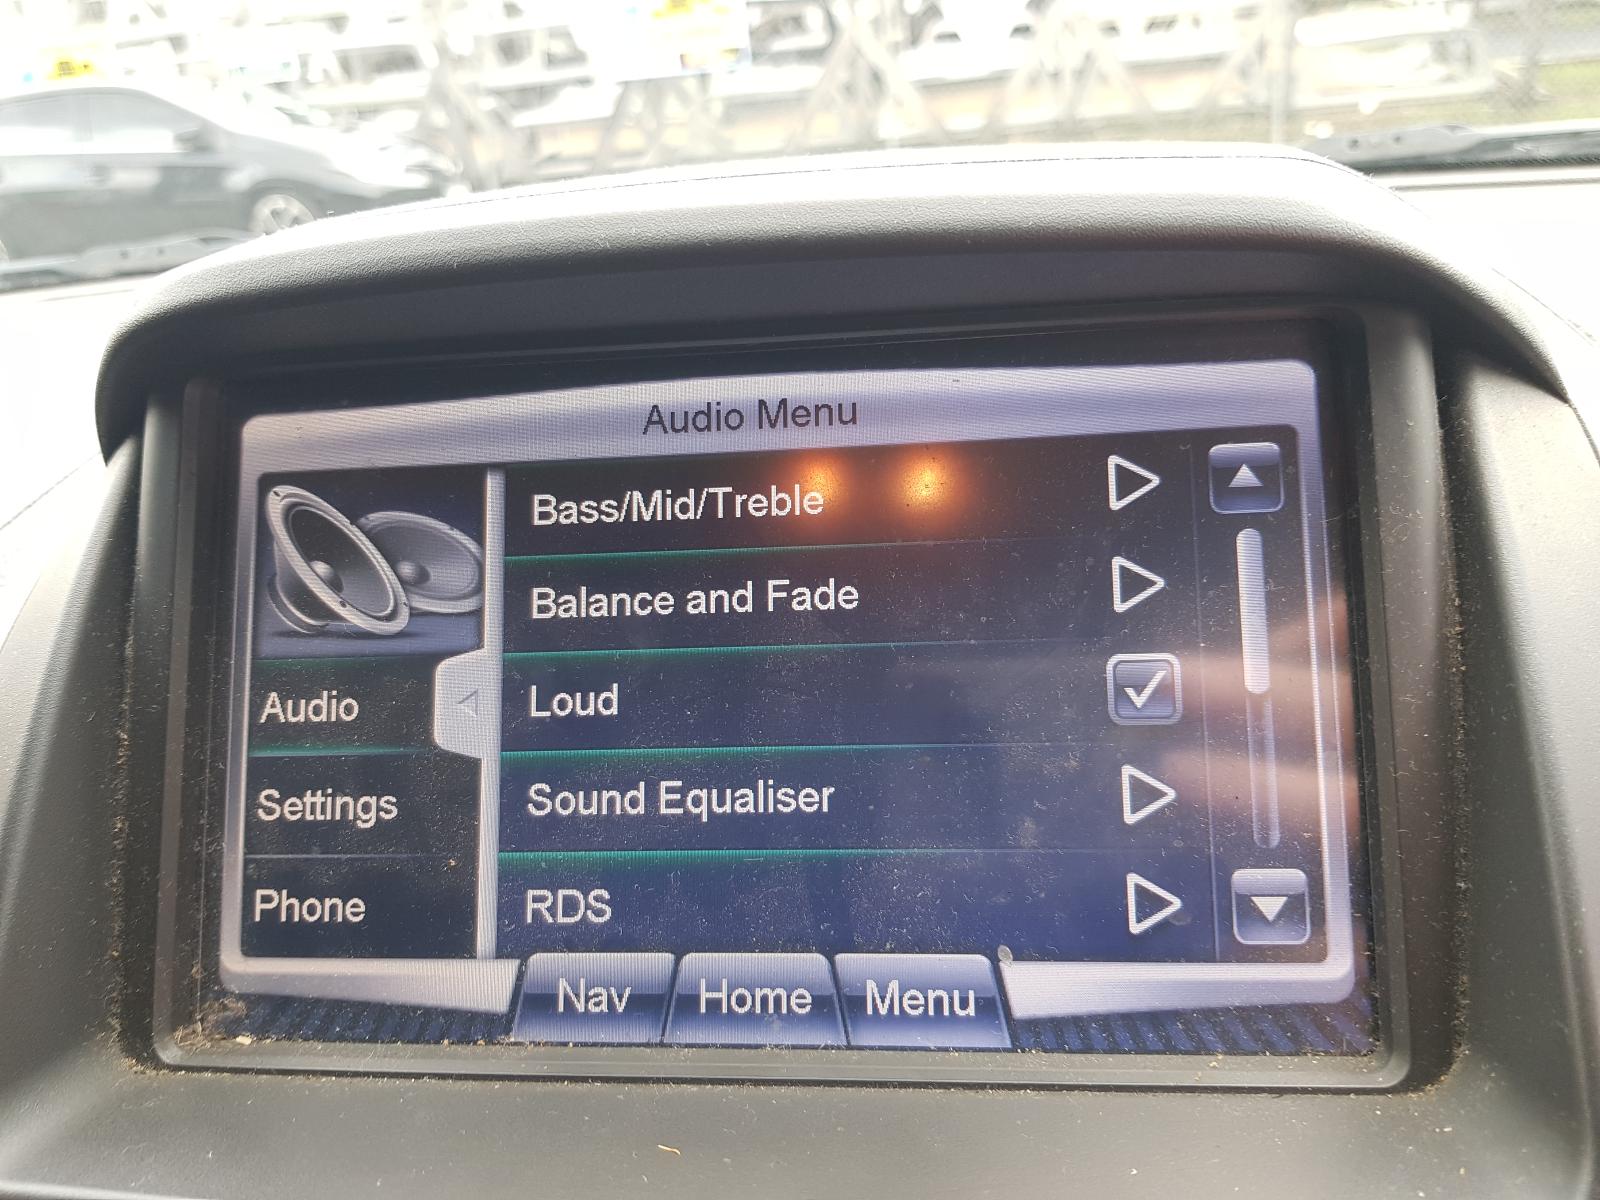 Audio Menu
Bass/Mid/Treble
Balance and Fade
Loud
Sound Equaliser
RDS
Audio
Settings
Phone
Nav
Home
Menu